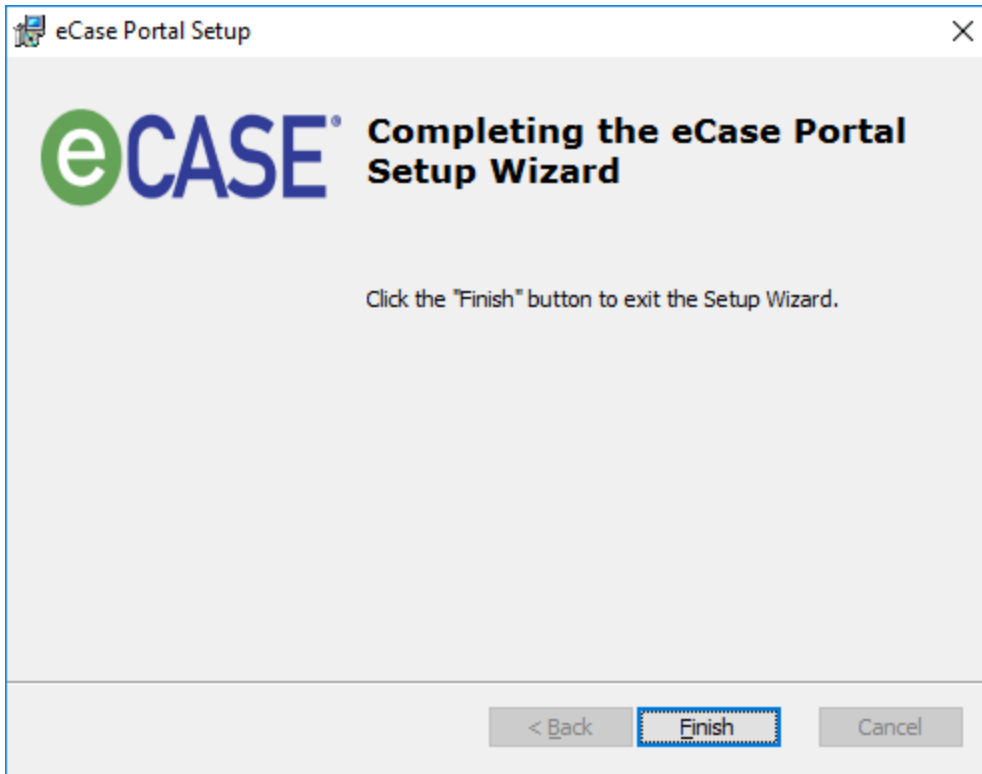 eCase Portal Setup
eCASE®
Completing the eCase Portal
Setup Wizard
Click the "Finish" button to exit the Setup Wizard.
< Back
Finish
Cancel